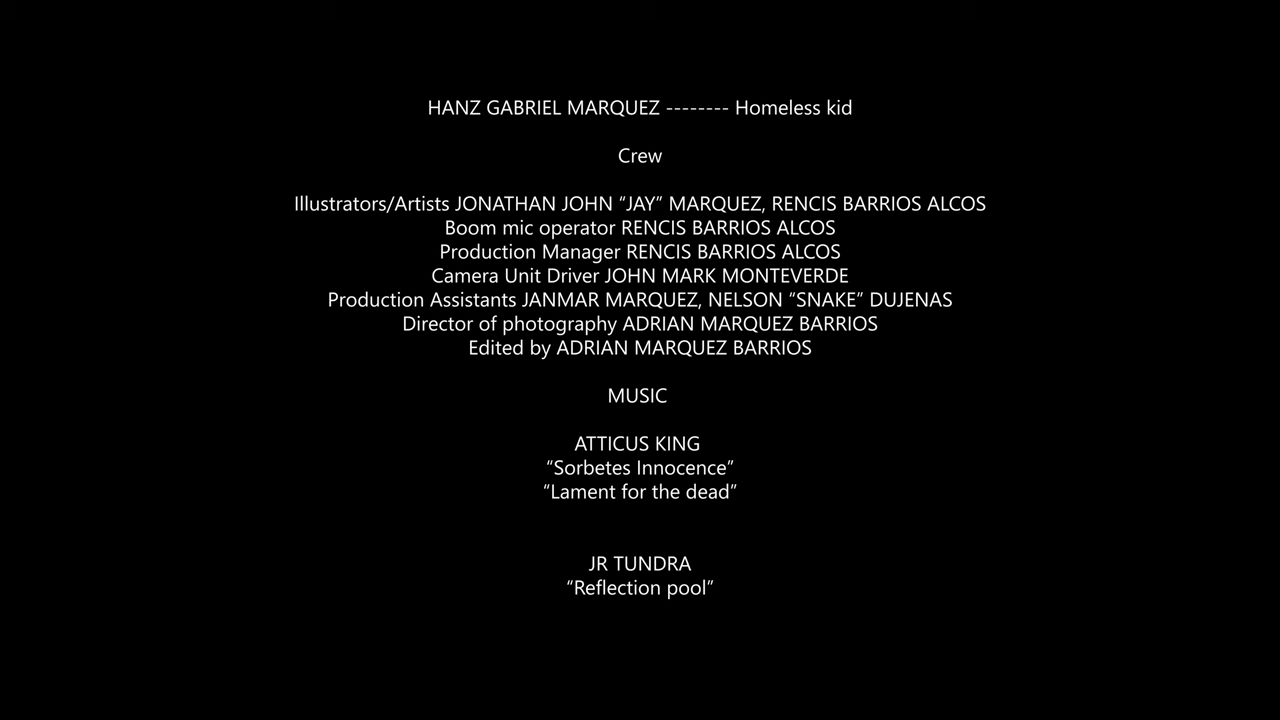 HANZ GABRIEL MARQUEZ -------- Homeless kid
Crew
Illustrators/Artists JONATHAN JOHN “JAY” MARQUEZ, RENCIS BARRIOS ALCOS
Boom mic operator RENCIS BARRIOS ALCOS
Production Manager RENCIS BARRIOS ALCOS
Camera Unit Driver JOHN MARK MONTEVERDE
Production Assistants JANMAR MARQUEZ, NELSON “SNAKE” DUJENAS
Director of photography ADRIAN MARQUEZ BARRIOS
Edited by ADRIAN MARQUEZ BARRIOS
MUSIC
ATTICUS KING
“Sorbetes Innocence”
“Lament for the dead”
JR TUNDRA
“Reflection pool”